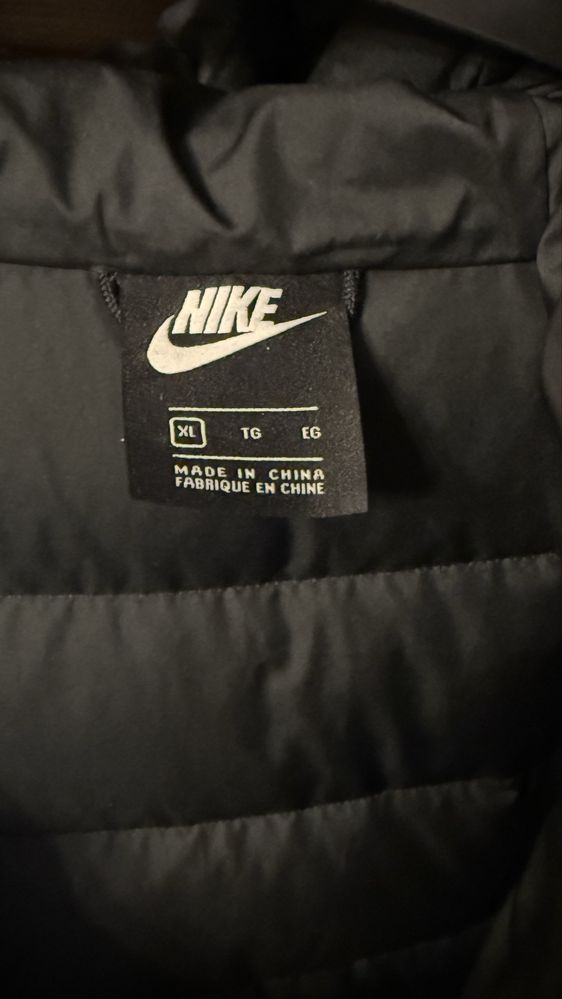 NIKE
XL TG EG
MADE IN CHINA
FABRIQUE EN CHINE